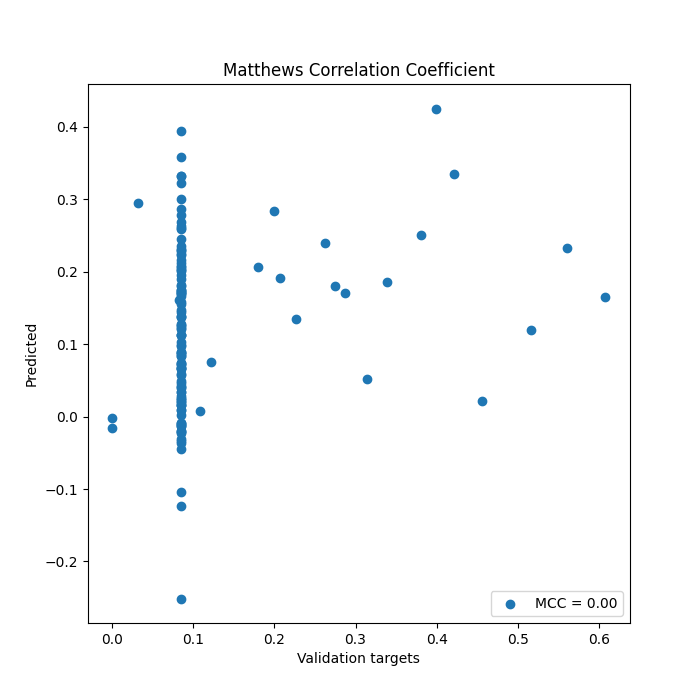 Matthews Correlation Coefficient
0.4
0.3
0.2
0.1
0.0
−0.1
−0.2
Predicted
MCC = 0.00
0.0 0.1 0.2 0.3 0.4 0.5 0.6
Validation targets